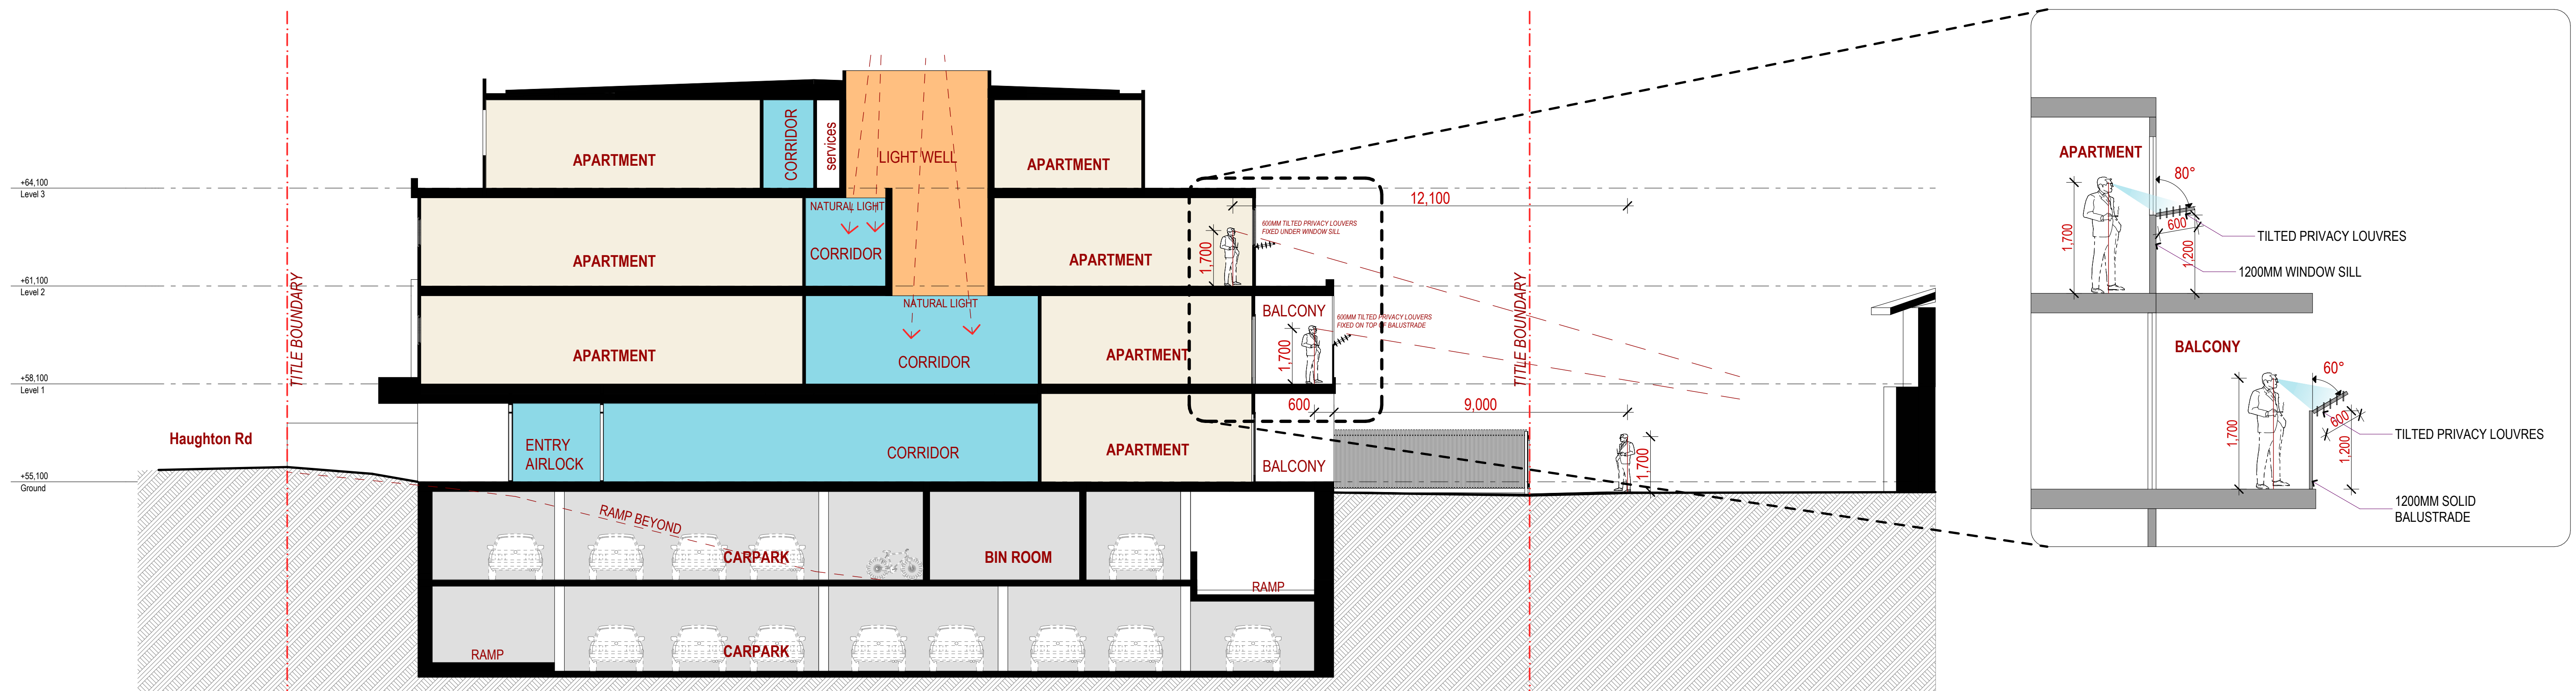 APARTMENT
CORRIDOR
services
LIGHT WELL
APARTMENT
+64,100
Level 3
12,100
NATURAL LIGHT
600MM TILTED PRIVACY LOUVERS
FIXED UNDER WINDOW SILL
1,700
APARTMENT
CORRIDOR
APARTMENT
+61,100
Level 2
TITLE BOUNDARY
TITLE BOUNDARY
NATURAL LIGHT
BALCONY
600MM TILTED PRIVACY LOUVERS
FIXED ON TOP OF BALUSTRADE
1,700
APARTMENT
CORRIDOR
APARTMENT
+58,100
Level 1
600
9,000
Haughton Rd
ENTRY
AIRLOCK
CORRIDOR
APARTMENT
BALCONY
1,700
+55,100
Ground
RAMP BEYOND
CARPARK
BIN ROOM
RAMP
RAMP
CARPARK
APARTMENT
80°
1,700
600
1,200
TILTED PRIVACY LOUVRES
1200MM WINDOW SILL
BALCONY
60°
1,700
600
1,200
TILTED PRIVACY LOUVRES
1200MM SOLID
BALUSTRADE